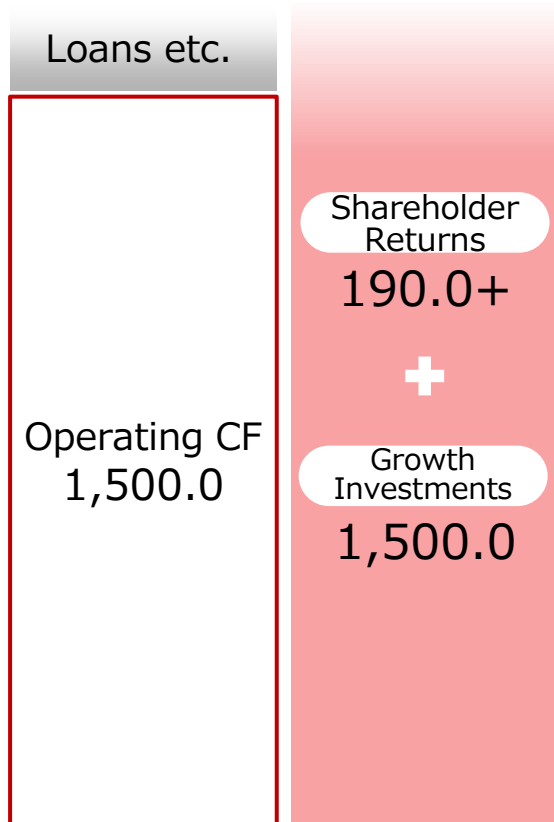 Loans etc.
Operating CF
1,500.0
Shareholder
Returns
190.0+
Growth
Investments
1,500.0